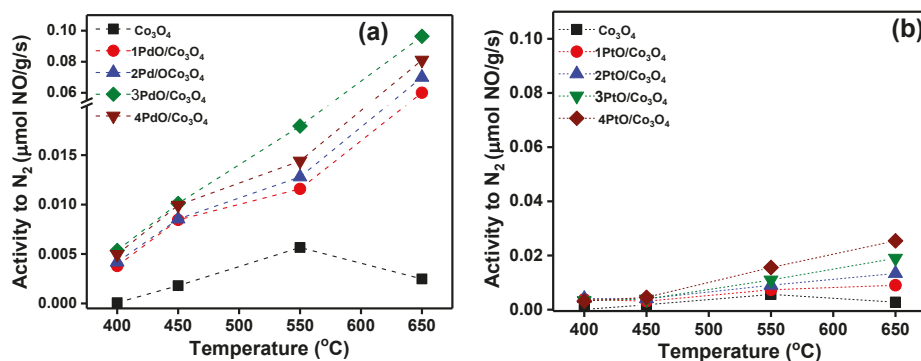 (a)
Co₃O₄
1PdO/Co₃O₄
2Pd/OCo₃O₄
3PdO/Co₃O₄
4PdO/Co₃O₄
Activity to N₂ (μmol NO/g/s)
0.10
0.08
0.06
0.015
0.010
0.005
0.000
400 450 500 550 600 650
Temperature (°C)
(b)
Co₃O₄
1PtO/Co₃O₄
2PtO/Co₃O₄
3PtO/Co₃O₄
4PtO/Co₃O₄
Activity to N₂ (μmol NO/g/s)
0.10
0.08
0.06
0.04
0.02
0.00
400 450 500 550 600 650
Temperature (°C)